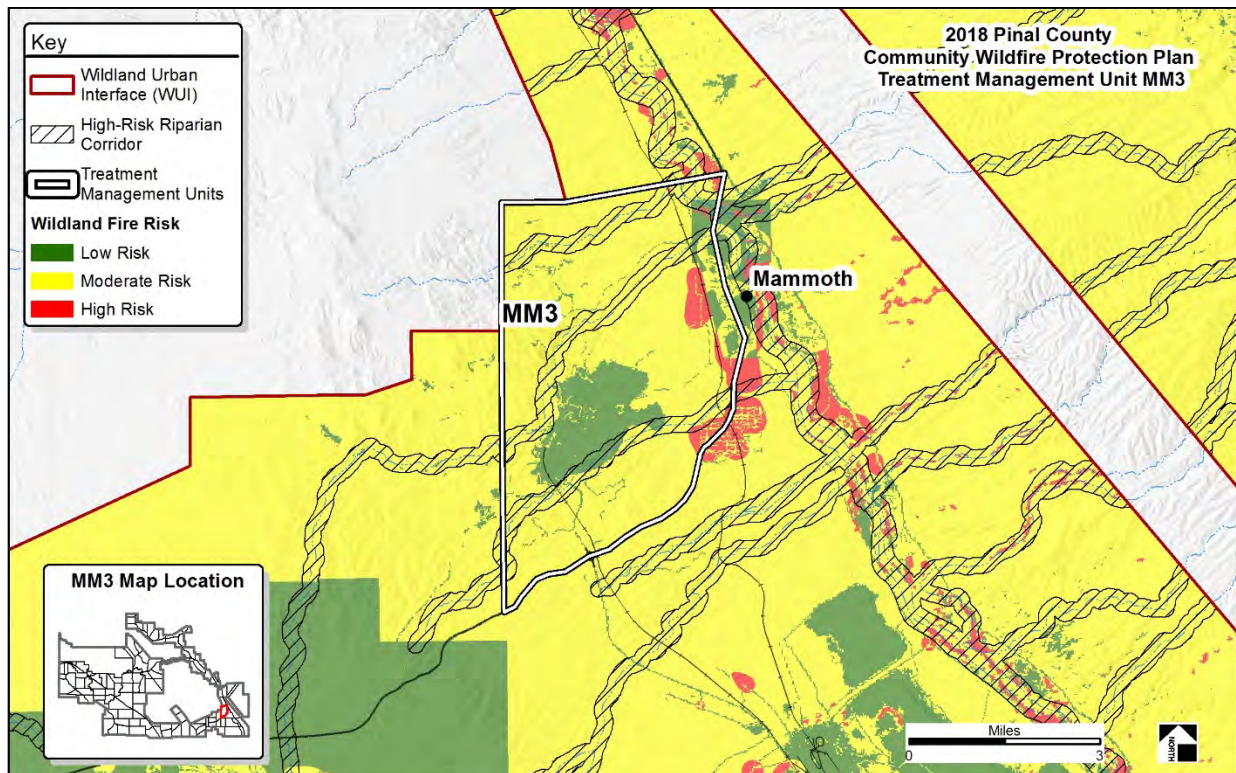 Key
Wildland Urban
Interface (WUI)
High-Risk Riparian
Corridor
Treatment
Management Units
Wildland Fire Risk
Low Risk
Moderate Risk
High Risk
2018 Pinal County
Community Wildfire Protection Plan
Treatment Management Unit MM3
Mammoth
MM3
MM3 Map Location
Miles
0 3
NORTH